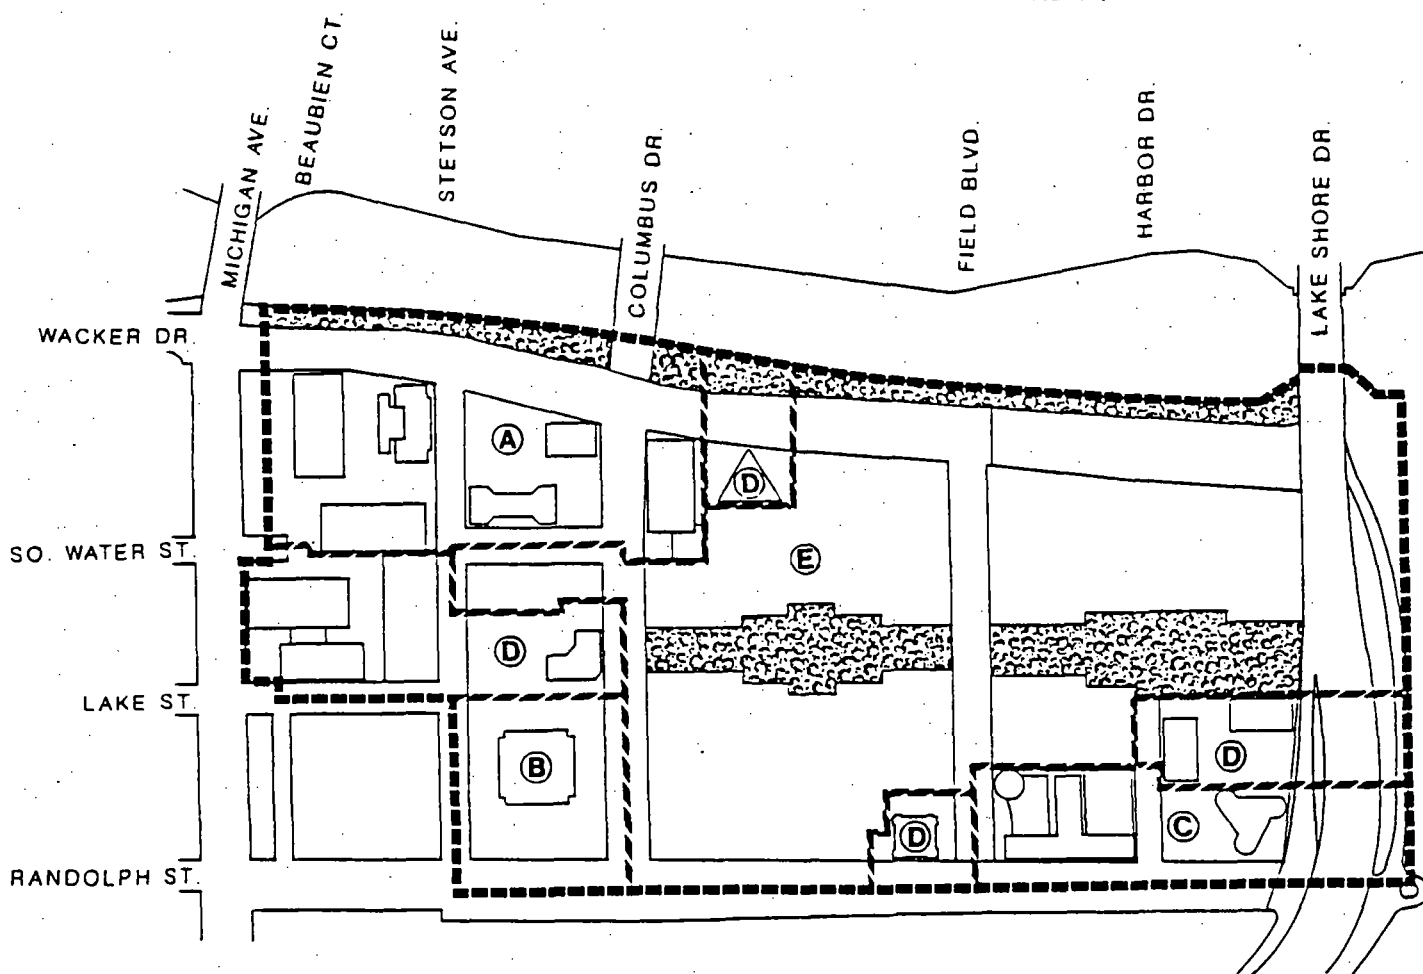 MICHIGAN AVE.
BEAUBIEN CT.
STETSON AVE.
COLUMBUS DR.
FIELD BLVD.
HARBOR DR.
LAKE SHORE DR.
WACKER DR.
A
D
SO. WATER ST.
E
D
LAKE ST.
B
D
C
D
RANDOLPH ST.